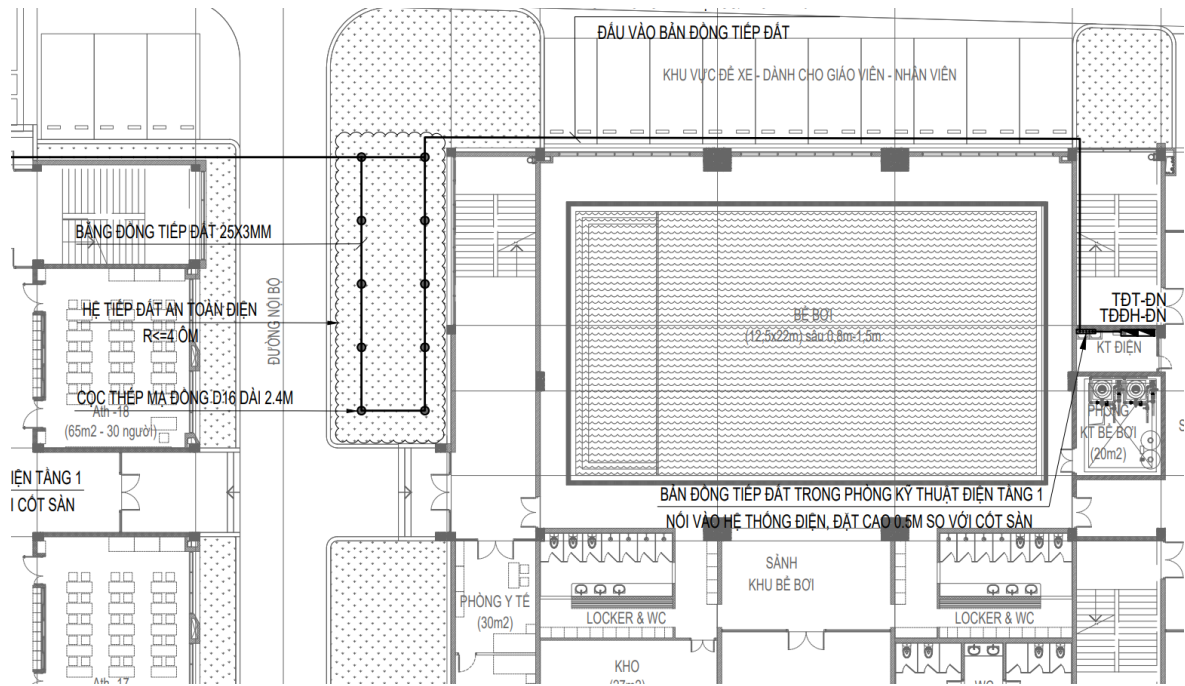 ĐẤU VÀO BẢN ĐỒNG TIẾP ĐẤT
KHU VỰC ĐỂ XE - DÀNH CHO GIÁO VIÊN - NHÂN VIÊN
BĂNG ĐỒNG TIẾP ĐẤT 25X3MM
HỆ TIẾP ĐẤT AN TOÀN ĐIỆN
R<=4 ÔM
ĐƯỜNG NỘI BỘ
CỌC THÉP MẠ ĐỒNG D16 DÀI 2.4M
Ath -18
(65m2 - 30 người)
BỂ BƠI
(12,5x22m) sâu 0,8m-1,5m
TĐT-ĐN
TĐĐH-ĐN
KT ĐIỆN
PHÒNG
KT BỂ BƠI
(20m2)
IỆN TẦNG 1
I CỐT SÀN
BẢN ĐỒNG TIẾP ĐẤT TRONG PHÒNG KỸ THUẬT ĐIỆN TẦNG 1
NỐI VÀO HỆ THỐNG ĐIỆN, ĐẶT CAO 0.5M SO VỚI CỐT SÀN
SẢNH
KHU BỂ BƠI
PHÒNG Y TẾ
(30m2)
LOCKER & WC
LOCKER & WC
KHO
(27m2)
WC
Ath -17